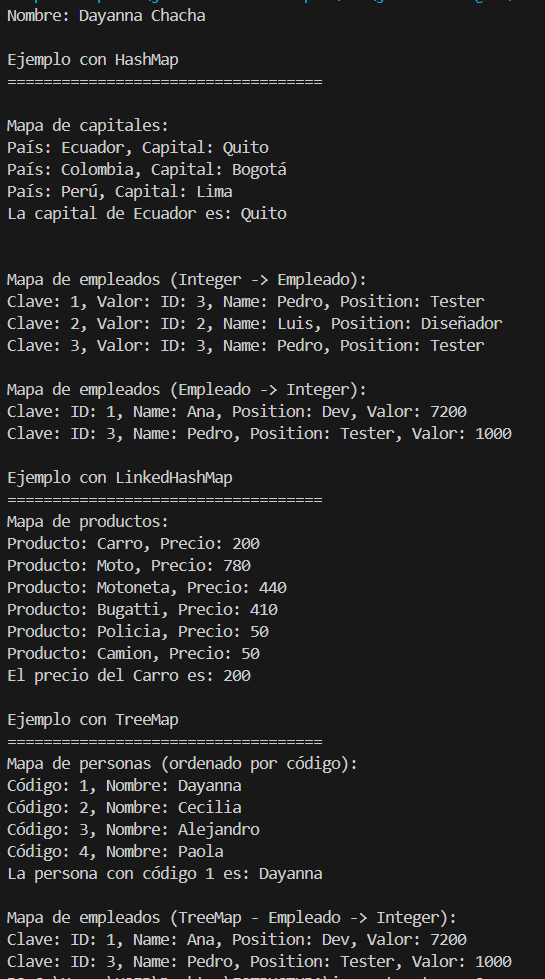 Nombre: Dayanna Chacha
Ejemplo con HashMap
===================================
Mapa de capitales:
País: Ecuador, Capital: Quito
País: Colombia, Capital: Bogotá
País: Perú, Capital: Lima
La capital de Ecuador es: Quito
Mapa de empleados (Integer -> Empleado):
Clave: 1, Valor: ID: 3, Name: Pedro, Position: Tester
Clave: 2, Valor: ID: 2, Name: Luis, Position: Diseñador
Clave: 3, Valor: ID: 3, Name: Pedro, Position: Tester
Mapa de empleados (Empleado -> Integer):
Clave: ID: 1, Name: Ana, Position: Dev, Valor: 7200
Clave: ID: 3, Name: Pedro, Position: Tester, Valor: 1000
Ejemplo con LinkedHashMap
===================================
Mapa de productos:
Producto: Carro, Precio: 200
Producto: Moto, Precio: 780
Producto: Motoneta, Precio: 440
Producto: Bugatti, Precio: 410
Producto: Policia, Precio: 50
Producto: Camion, Precio: 50
El precio del Carro es: 200
Ejemplo con TreeMap
===================================
Mapa de personas (ordenado por código):
Código: 1, Nombre: Dayanna
Código: 2, Nombre: Cecilia
Código: 3, Nombre: Alejandro
Código: 4, Nombre: Paola
La persona con código 1 es: Dayanna
Mapa de empleados (TreeMap - Empleado -> Integer):
Clave: ID: 1, Name: Ana, Position: Dev, Valor: 7200
Clave: ID: 3, Name: Pedro, Position: Tester, Valor: 1000